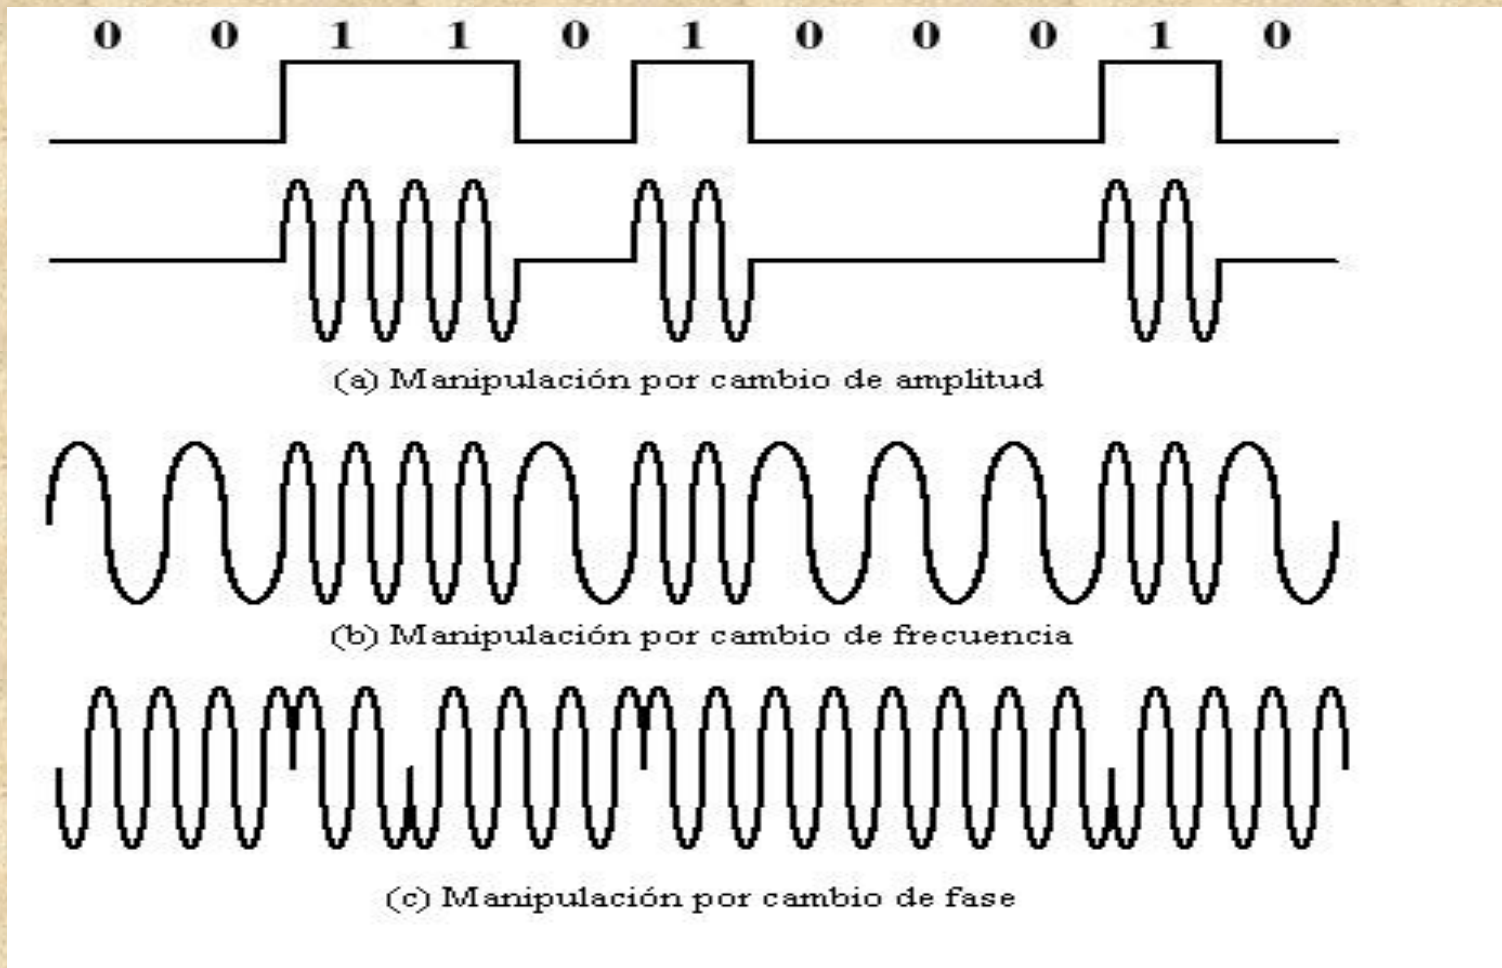 0 0 1 1 0 1 0 0 0 1 0
(a) Manipulación por cambio de amplitud
(b) Manipulación por cambio de frecuencia
(c) Manipulación por cambio de fase